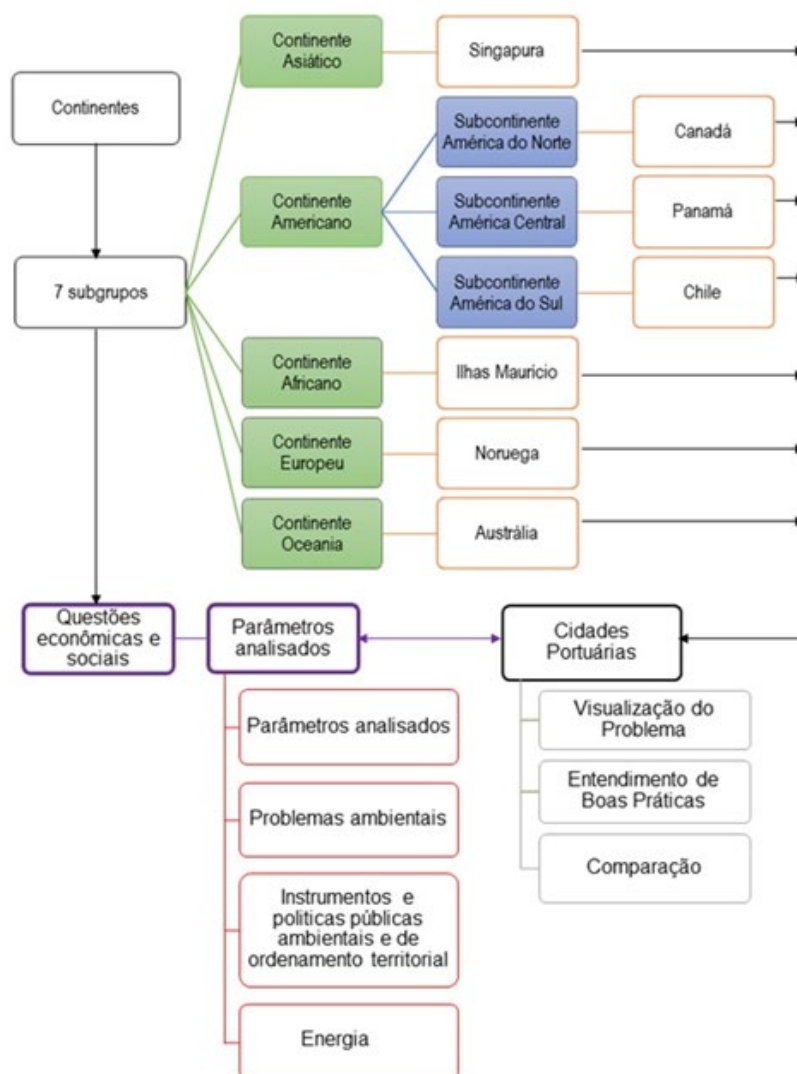 Continentes
7 subgrupos
Continente
Asiático
Singapura
Continente
Americano
Subcontinente
América do Norte
Canadá
Subcontinente
América Central
Panamá
Subcontinente
América do Sul
Chile
Continente
Africano
Ilhas Maurício
Continente
Europeu
Noruega
Continente
Oceania
Austrália
Questões
econômicas e
sociais
Parâmetros
analisados
Cidades
Portuárias
Parâmetros analisados
Problemas ambientais
Instrumentos e
politicas públicas
ambientais e de
ordenamento territorial
Energia
Visualização do
Problema
Entendimento de
Boas Práticas
Comparação